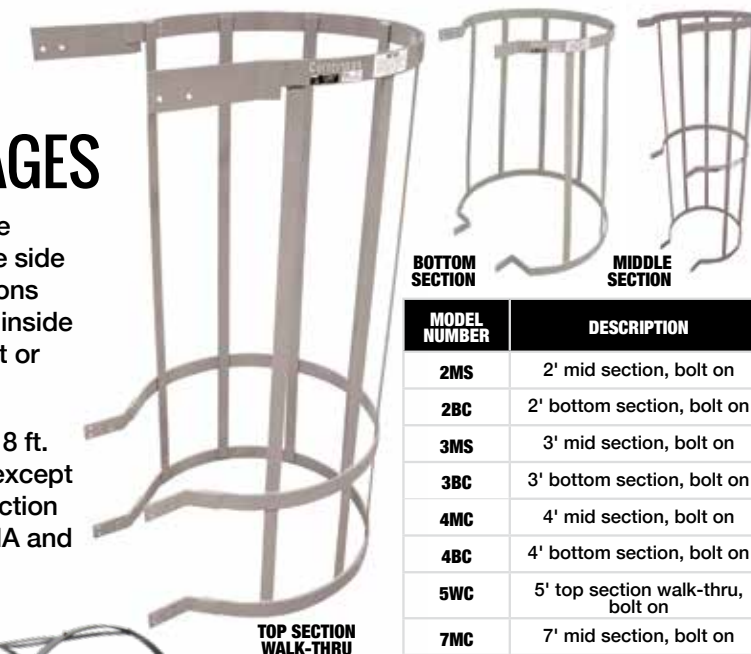 AGES
e
e side
ons
inside
t or
8 ft.
except
ction
IA and
BOTTOM
SECTION
MIDDLE
SECTION
TOP SECTION
WALK-THRU
MODEL
NUMBER
DESCRIPTION
2MS 2' mid section, bolt on
2BC 2' bottom section, bolt on
3MS 3' mid section, bolt on
3BC 3' bottom section, bolt on
4MC 4' mid section, bolt on
4BC 4' bottom section, bolt on
5WC 5' top section walk-thru,
bolt on
7MC 7' mid section, bolt on